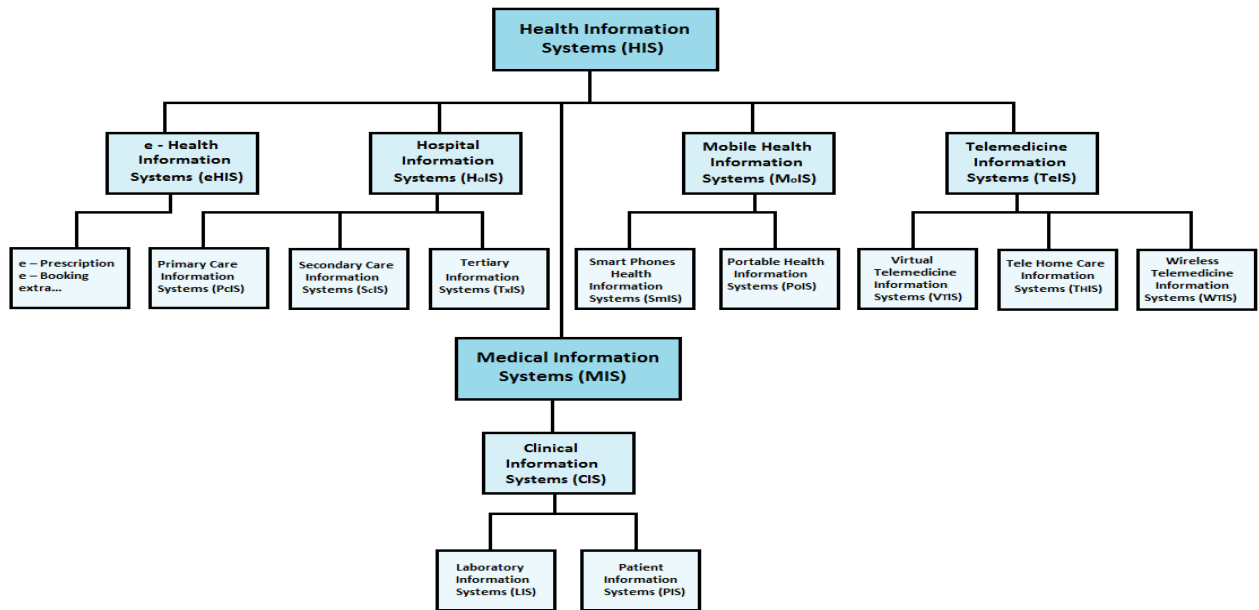 Health Information
Systems (HIS)
e - Health
Information
Systems (eHIS)
Hospital
Information
Systems (HoIS)
Mobile Health
Information
Systems (MoIS)
Telemedicine
Information
Systems (TeIS)
e – Prescription
e – Booking
extra...
Primary Care
Information
Systems (PcIS)
Secondary Care
Information
Systems (ScIS)
Tertiary
Information
Systems (TxIS)
Smart Phones
Health
Information
Systems (SmIS)
Portable Health
Information
Systems (PoIS)
Virtual
Telemedicine
Information
Systems (VTIS)
Tele Home Care
Information
Systems (THIS)
Wireless
Telemedicine
Information
Systems (WTIS)
Medical Information
Systems (MIS)
Clinical
Information
Systems (CIS)
Laboratory
Information
Systems (LIS)
Patient
Information
Systems (PIS)